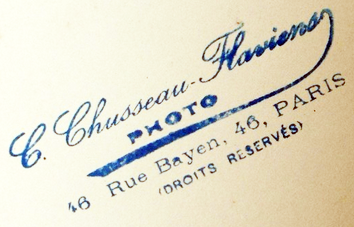 C. Chusseau-Flaviens
PHOTO
46 Rue Bayen, 46, PARIS
(DROITS RESERVÉS)